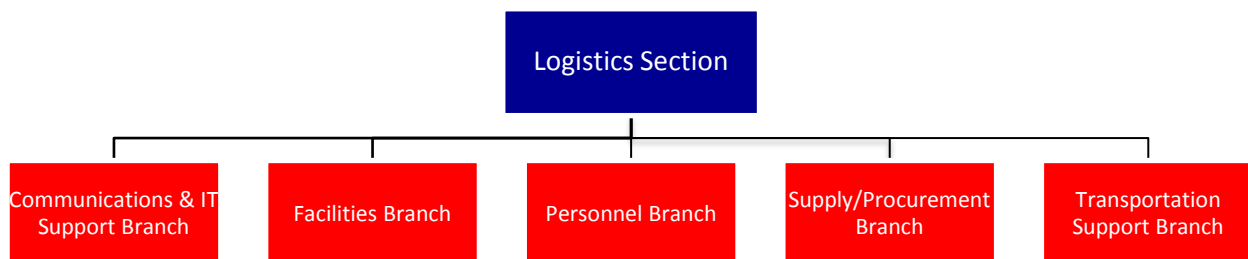 Logistics Section
Communications & IT
Support Branch
Facilities Branch
Personnel Branch
Supply/Procurement
Branch
Transportation
Support Branch